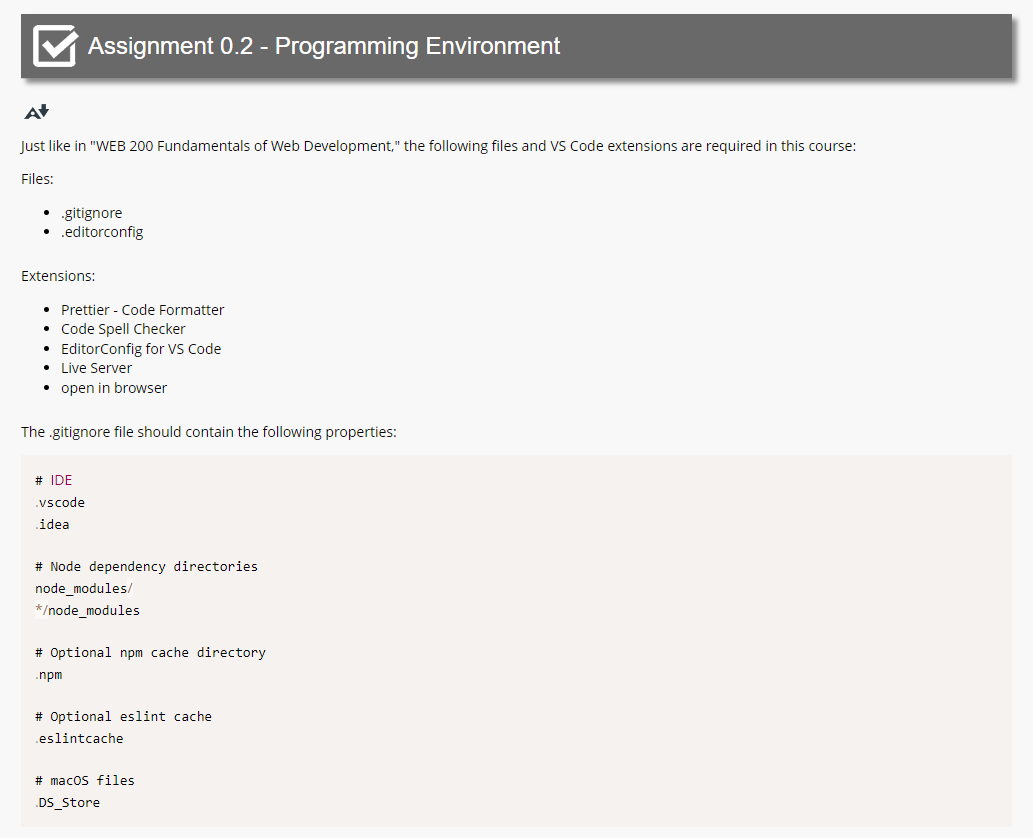 Assignment 0.2 - Programming Environment
A
Just like in "WEB 200 Fundamentals of Web Development," the following files and VS Code extensions are required in this course:
Files:
• .gitignore
• .editorconfig
Extensions:
• Prettier - Code Formatter
• Code Spell Checker
• EditorConfig for VS Code
• Live Server
• open in browser
The .gitignore file should contain the following properties:
# IDE
.vscode
.idea
# Node dependency directories
node_modules/
*/node_modules
# Optional npm cache directory
.npm
# Optional eslint cache
.eslintcache
# macOS files
.DS_Store